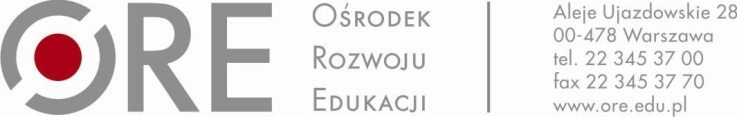 ORE
Ośrodek
Rozwoju
Edukacji
Aleje Ujazdowskie 28
00-478 Warszawa
tel. 22 345 37 00
fax 22 345 37 70
www.ore.edu.pl